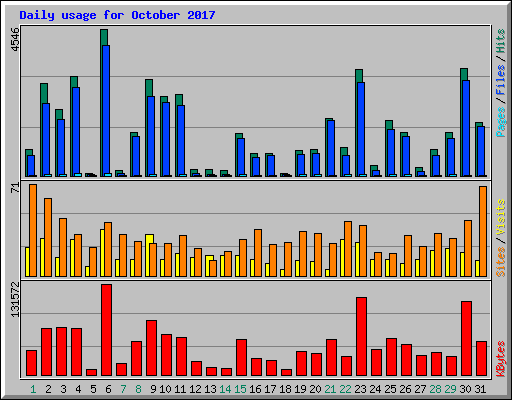 Daily usage for October 2017
4546
Pages / Files / Hits
71
Sites / Visits
131572
KBytes
1 2 3 4 5 6 7 8 9 10 11 12 13 14 15 16 17 18 19 20 21 22 23 24 25 26 27 28 29 30 31